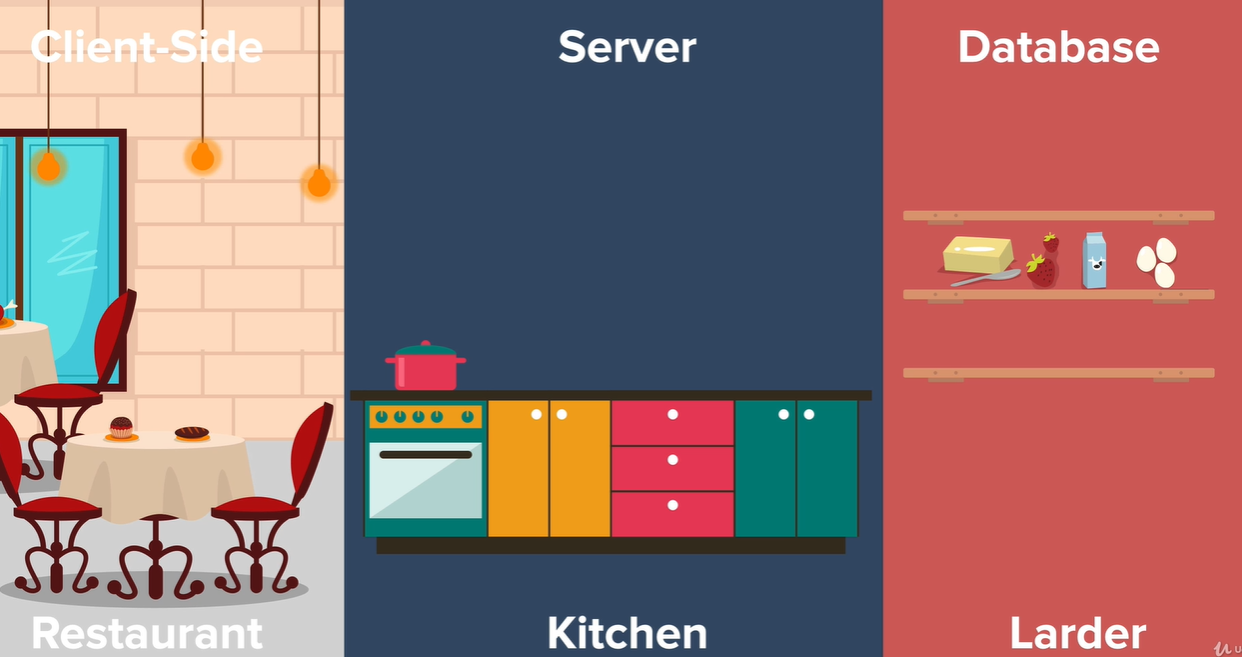 Client-Side
Server
Database
Restaurant
Kitchen
Larder